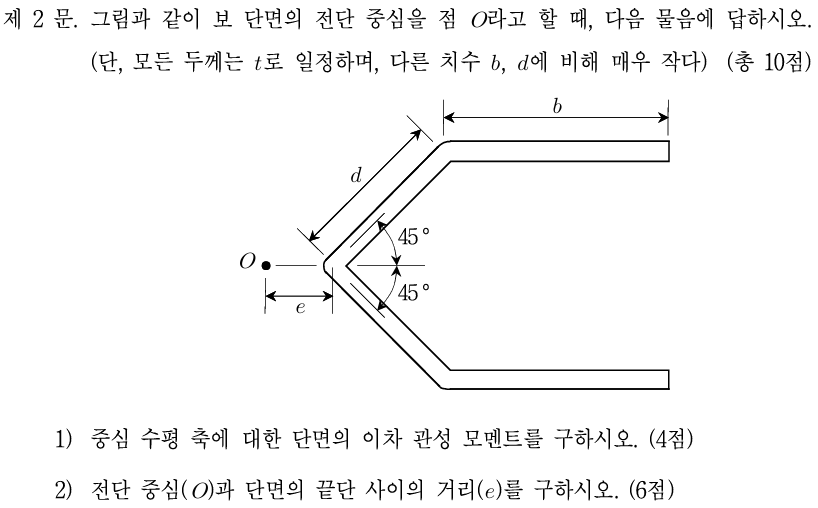 제 2 문. 그림과 같이 보 단면의 전단 중심을 점 O라고 할 때, 다음 물음에 답하시오.
(단, 모든 두께는 t로 일정하며, 다른 치수 b, d에 비해 매우 작다) (총 10점)
b
d
45°
O
45°
e
1) 중심 수평 축에 대한 단면의 이차 관성 모멘트를 구하시오. (4점)
2) 전단 중심(O)과 단면의 끝단 사이의 거리(e)를 구하시오. (6점)